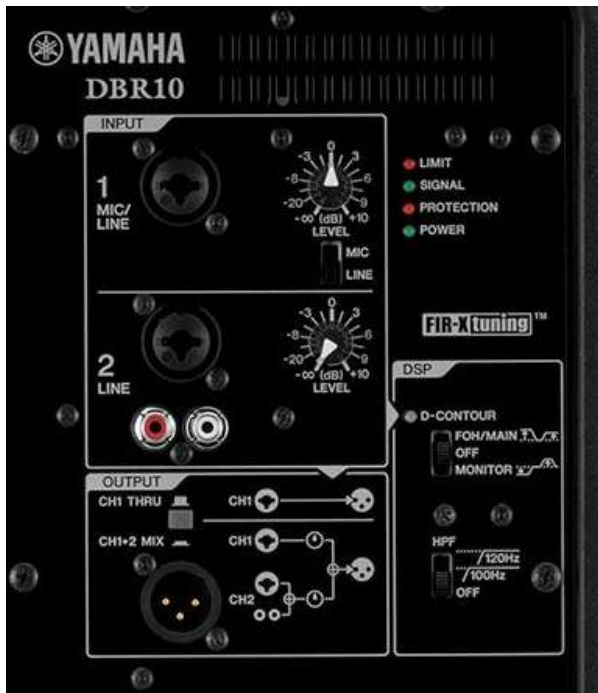 YAMAHA
DBR10
INPUT
1
MIC/
LINE
0
-3 3
-8 6
-20 9
-∞ (dB) +10
LEVEL
MIC
LINE
LIMIT
SIGNAL
PROTECTION
POWER
FIR-X tuning™
2
LINE
0
-3 3
-8 6
-20 9
-∞ (dB) +10
LEVEL
DSP
D-CONTOUR
FOH/MAIN
OFF
MONITOR
HPF
120Hz
100Hz
OFF
OUTPUT
CH1 THRU
CH1
CH1+2 MIX
CH1
CH2